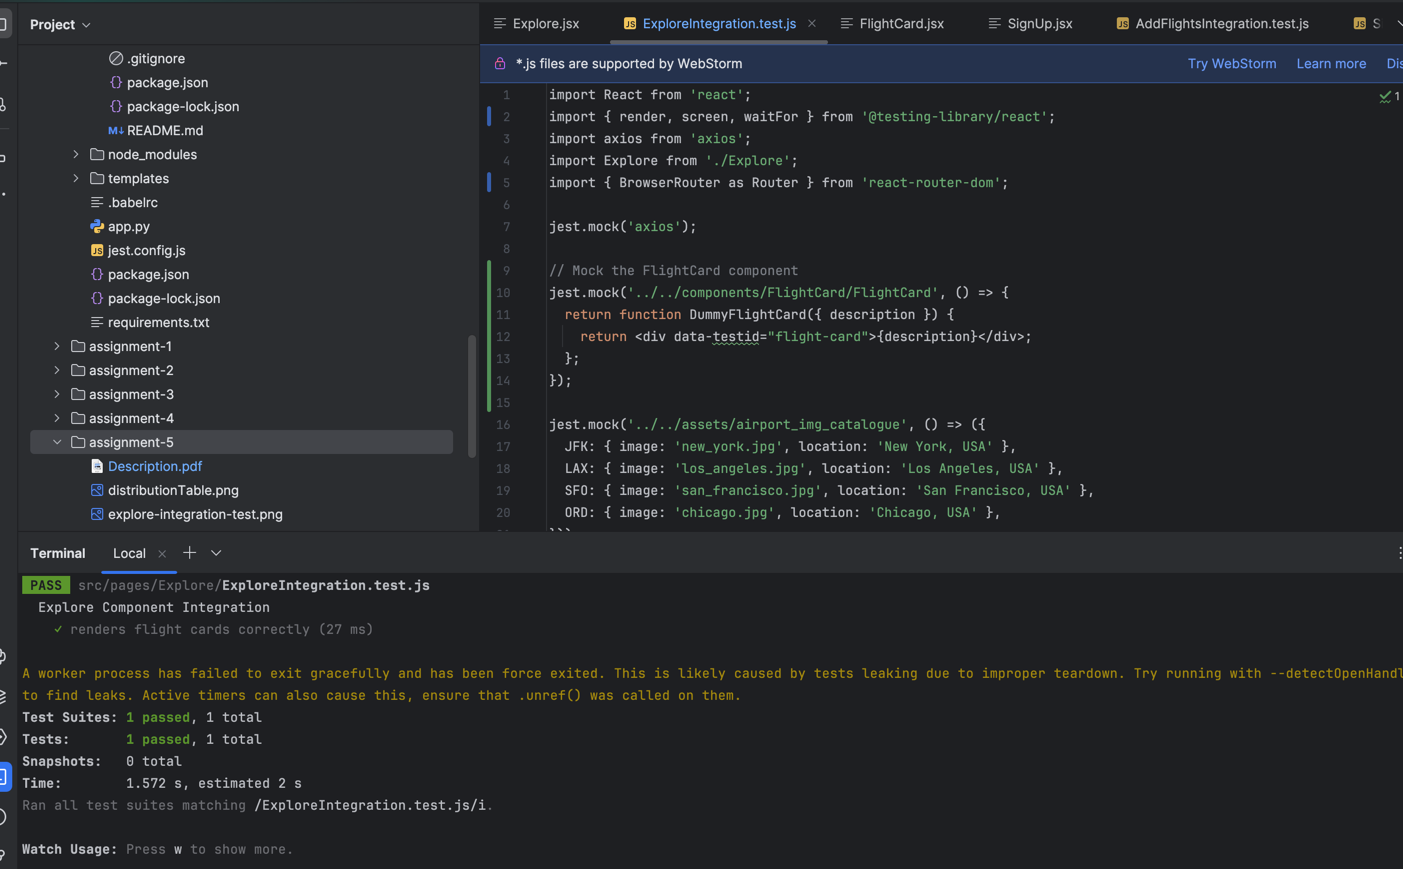 Project
.gitignore
package.json
package-lock.json
M↓ README.md
node_modules
templates
.babelrc
app.py
JS jest.config.js
package.json
package-lock.json
requirements.txt
assignment-1
assignment-2
assignment-3
assignment-4
assignment-5
Description.pdf
distributionTable.png
explore-integration-test.png
Explore.jsx
JS ExploreIntegration.test.js
FlightCard.jsx
SignUp.jsx
JS AddFlightsIntegration.test.js
JS S
*.js files are supported by WebStorm
Try WebStorm Learn more Dis
1 import React from 'react';
2 import { render, screen, waitFor } from '@testing-library/react';
3 import axios from 'axios';
4 import Explore from './Explore';
5 import { BrowserRouter as Router } from 'react-router-dom';
6
7 jest.mock('axios');
8
9 // Mock the FlightCard component
10 jest.mock('../../components/FlightCard/FlightCard', () => {
11 return function DummyFlightCard({ description }) {
12 return <div data-testid="flight-card">{description}</div>;
13 };
14 });
15
16 jest.mock('../../assets/airport_img_catalogue', () => ({
17 JFK: { image: 'new_york.jpg', location: 'New York, USA' },
18 LAX: { image: 'los_angeles.jpg', location: 'Los Angeles, USA' },
19 SFO: { image: 'san_francisco.jpg', location: 'San Francisco, USA' },
20 ORD: { image: 'chicago.jpg', location: 'Chicago, USA' },
1
Terminal Local
PASS src/pages/Explore/ExploreIntegration.test.js
Explore Component Integration
✓ renders flight cards correctly (27 ms)
A worker process has failed to exit gracefully and has been force exited. This is likely caused by tests leaking due to improper teardown. Try running with --detectOpenHandl
to find leaks. Active timers can also cause this, ensure that .unref() was called on them.
Test Suites: 1 passed, 1 total
Tests: 1 passed, 1 total
Snapshots: 0 total
Time: 1.572 s, estimated 2 s
Ran all test suites matching /ExploreIntegration.test.js/i.
Watch Usage: Press w to show more.